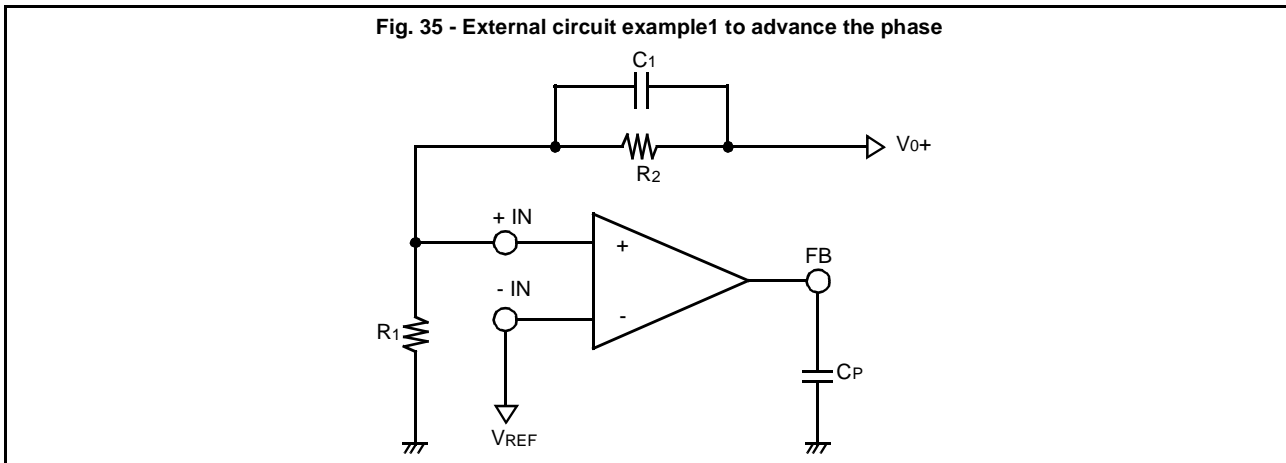 Fig. 35 - External circuit example1 to advance the phase
C1
R2
V0+
+ IN
+
FB
- IN
-
R1
CP
VREF